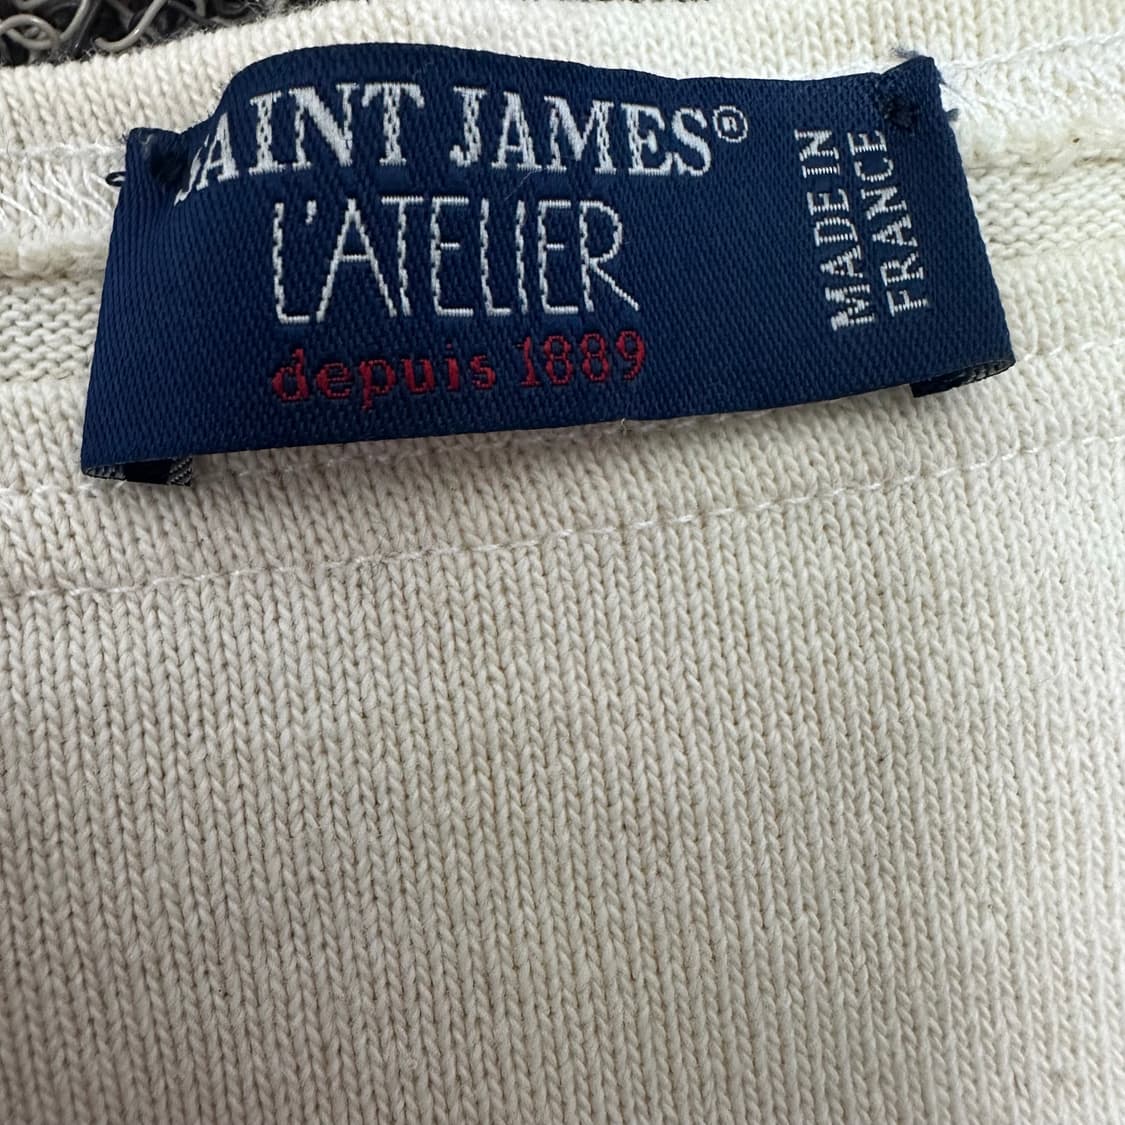 SAINT JAMES®
L'ATELIER
depuis 1889
MADE IN
FRANCE